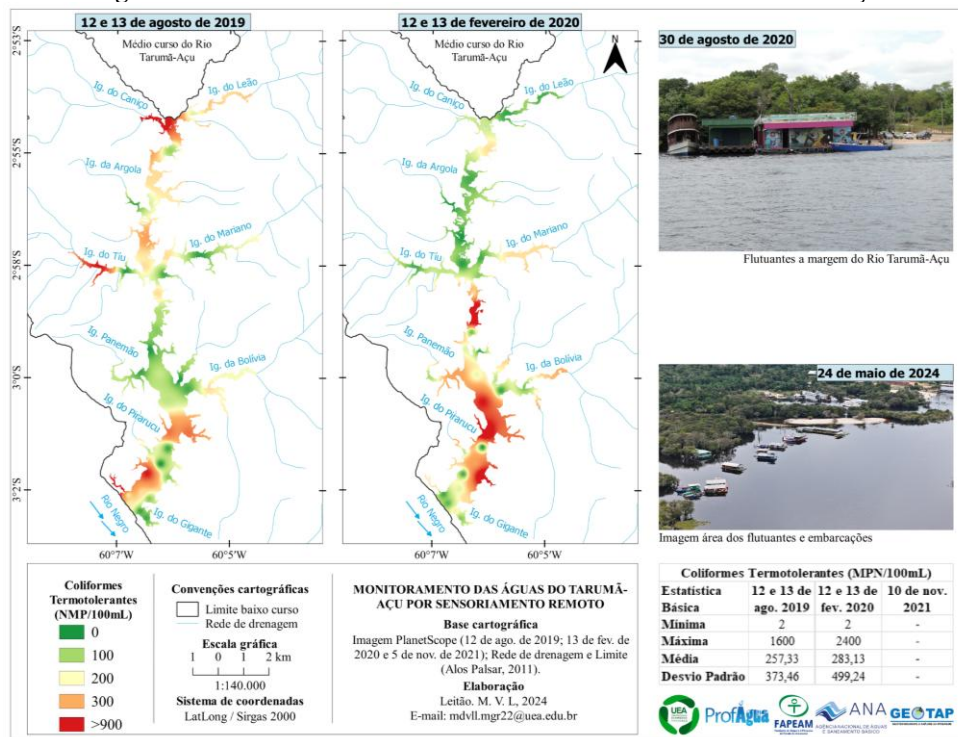 12 e 13 de agosto de 2019
12 e 13 de fevereiro de 2020
2°53'S
2°55'S
2°58'S
3°0'S
3°2'S
Médio curso do Rio
Tarumã-Açu
Ig. do Caniço
Ig. do Leão
Ig. da Argola
Ig. do Mariano
Ig. do Tiu
Ig. Panemão
Ig. da Bolívia
Ig. do Pirarucu
Rio Negro
Ig. do Gigante
60°7'W
60°5'W
N
Médio curso do Rio
Tarumã-Açu
Ig. do Caniço
Ig. do Leão
Ig. da Argola
Ig. do Mariano
Ig. do Tiu
Ig. Panemão
Ig. da Bolívia
Ig. do Pirarucu
Rio Negro
Ig. do Gigante
60°7'W
60°5'W
30 de agosto de 2020
Flutuantes a margem do Rio Tarumã-Açu
24 de maio de 2024
Imagem área dos flutuantes e embarcações
Coliformes
Termotolerantes
(NMP/100mL)
0
100
200
300
>900
Convenções cartográficas
Limite baixo curso
Rede de drenagem
Escala gráfica
1 0 1 2 km
1:140.000
Sistema de coordenadas
LatLong / Sirgas 2000
MONITORAMENTO DAS ÁGUAS DO TARUMÃ-
AÇU POR SENSORIAMENTO REMOTO
Base cartográfica
Imagem PlanetScope (12 de ago. de 2019; 13 de fev. de
2020 e 5 de nov. de 2021); Rede de drenagem e Limite
(Alos Palsar, 2011).
Elaboração
Leitão. M. V. L, 2024
E-mail: mdvll.mgr22@uea.edu.br
Coliformes Termotolerantes (MPN/100mL)
Estatística Básica 12 e 13 de ago. 2019 12 e 13 de fev. 2020 10 de nov. 2021
Mínima 2 2 -
Máxima 1600 2400 -
Média 257,33 283,13 -
Desvio Padrão 373,46 499,24 -
UEA
ProfÁgua
FAPEAM
ANA
AGÊNCIA NACIONAL DE ÁGUAS
E SANEAMENTO BÁSICO
GEOTAP